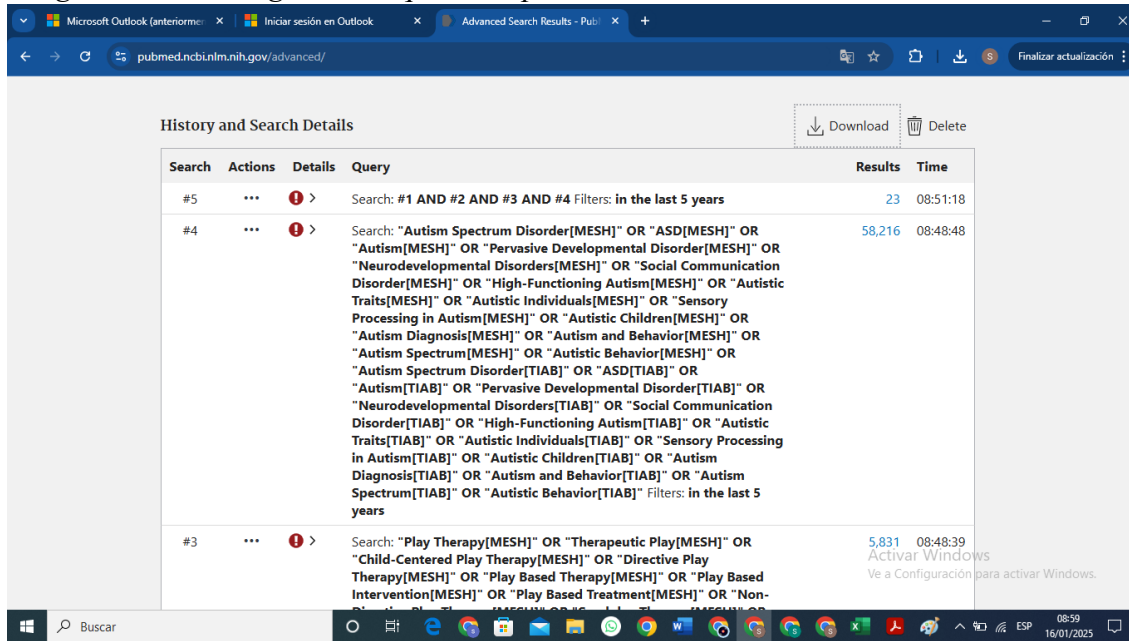 Microsoft Outlook (anteriormen
Iniciar sesión en Outlook
Advanced Search Results - Publ
pubmed.ncbi.nlm.nih.gov/advanced/
S
Finalizar actualización
History and Search Details
Download
Delete
Search Actions Details Query Results Time
#5 ••• Search: #1 AND #2 AND #3 AND #4 Filters: in the last 5 years 23 08:51:18
#4 ••• Search: "Autism Spectrum Disorder[MESH]" OR "ASD[MESH]" OR 58,216 08:48:48
"Autism[MESH] OR "Pervasive Developmental Disorder[MESH]" OR
"Neurodevelopmental Disorders[MESH]" OR "Social Communication
Disorder[MESH]" OR "High-Functioning Autism[MESH]" OR "Autistic
Traits[MESH]" OR "Autistic Individuals[MESH]" OR "Sensory
Processing in Autism[MESH]" OR "Autistic Children[MESH]" OR
"Autism Diagnosis[MESH]" OR "Autism and Behavior[MESH]" OR
"Autism Spectrum[MESH]" OR "Autistic Behavior[MESH]" OR
"Autism Spectrum Disorder[TIAB]" OR "ASD[TIAB]" OR
"Autism[TIAB]" OR "Pervasive Developmental Disorder[TIAB]" OR
"Neurodevelopmental Disorders[TIAB]" OR "Social Communication
Disorder[TIAB]" OR "High-Functioning Autism[TIAB]" OR "Autistic
Traits[TIAB]" OR "Autistic Individuals[TIAB]" OR "Sensory Processing
in Autism[TIAB]" OR "Autistic Children[TIAB]" OR "Autism
Diagnosis[TIAB]" OR "Autism and Behavior[TIAB]" OR "Autism
Spectrum[TIAB]" OR "Autistic Behavior[TIAB]" Filters: in the last 5
years
#3 ••• Search: "Play Therapy[MESH]" OR "Therapeutic Play[MESH]" OR 5,831 08:48:39
"Child-Centered Play Therapy[MESH]" OR "Directive Play
Therapy[MESH]" OR "Play Based Therapy[MESH]" OR "Play Based
Intervention[MESH]" OR "Play Based Treatment[MESH]" OR "Non-
Activar Windows
Ve a Configuración para activar Windows.
Buscar
ESP
08:59
16/01/2025